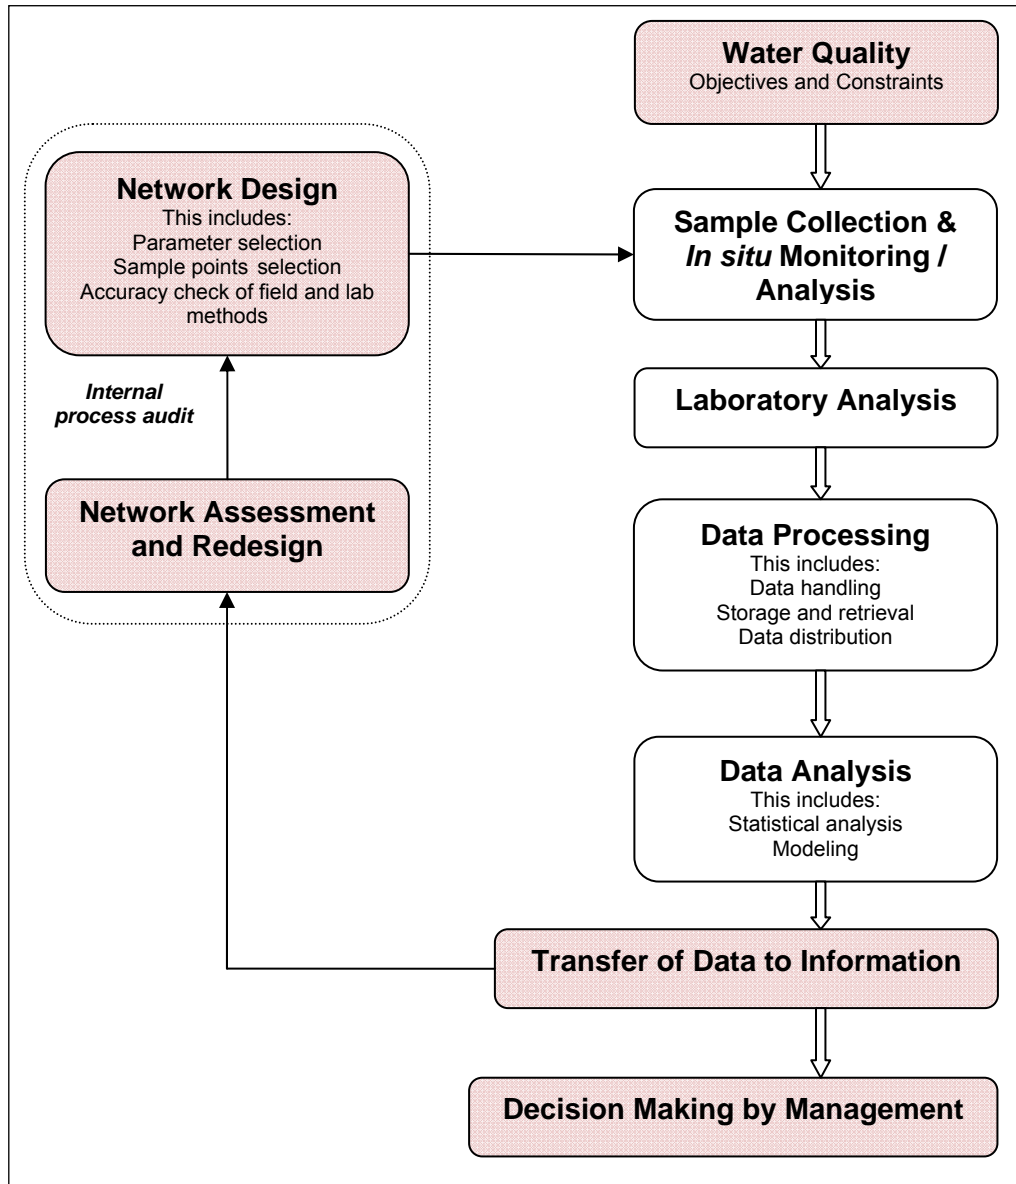 Water Quality
Objectives and Constraints
Network Design
This includes:
Parameter selection
Sample points selection
Accuracy check of field and lab
methods
Sample Collection &
In situ Monitoring /
Analysis
Laboratory Analysis
Internal
process audit
Network Assessment
and Redesign
Data Processing
This includes:
Data handling
Storage and retrieval
Data distribution
Data Analysis
This includes:
Statistical analysis
Modeling
Transfer of Data to Information
Decision Making by Management